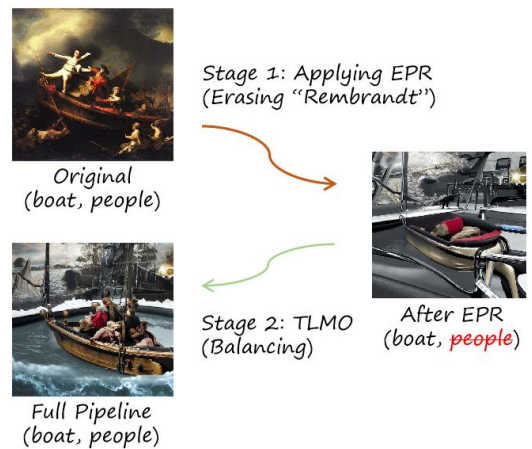 Stage 1: Applying EPR
(Erasing “Rembrandt”)
Original
(boat, people)
After EPR
(boat, people)
Stage 2: TLMO
(Balancing)
Full Pipeline
(boat, people)